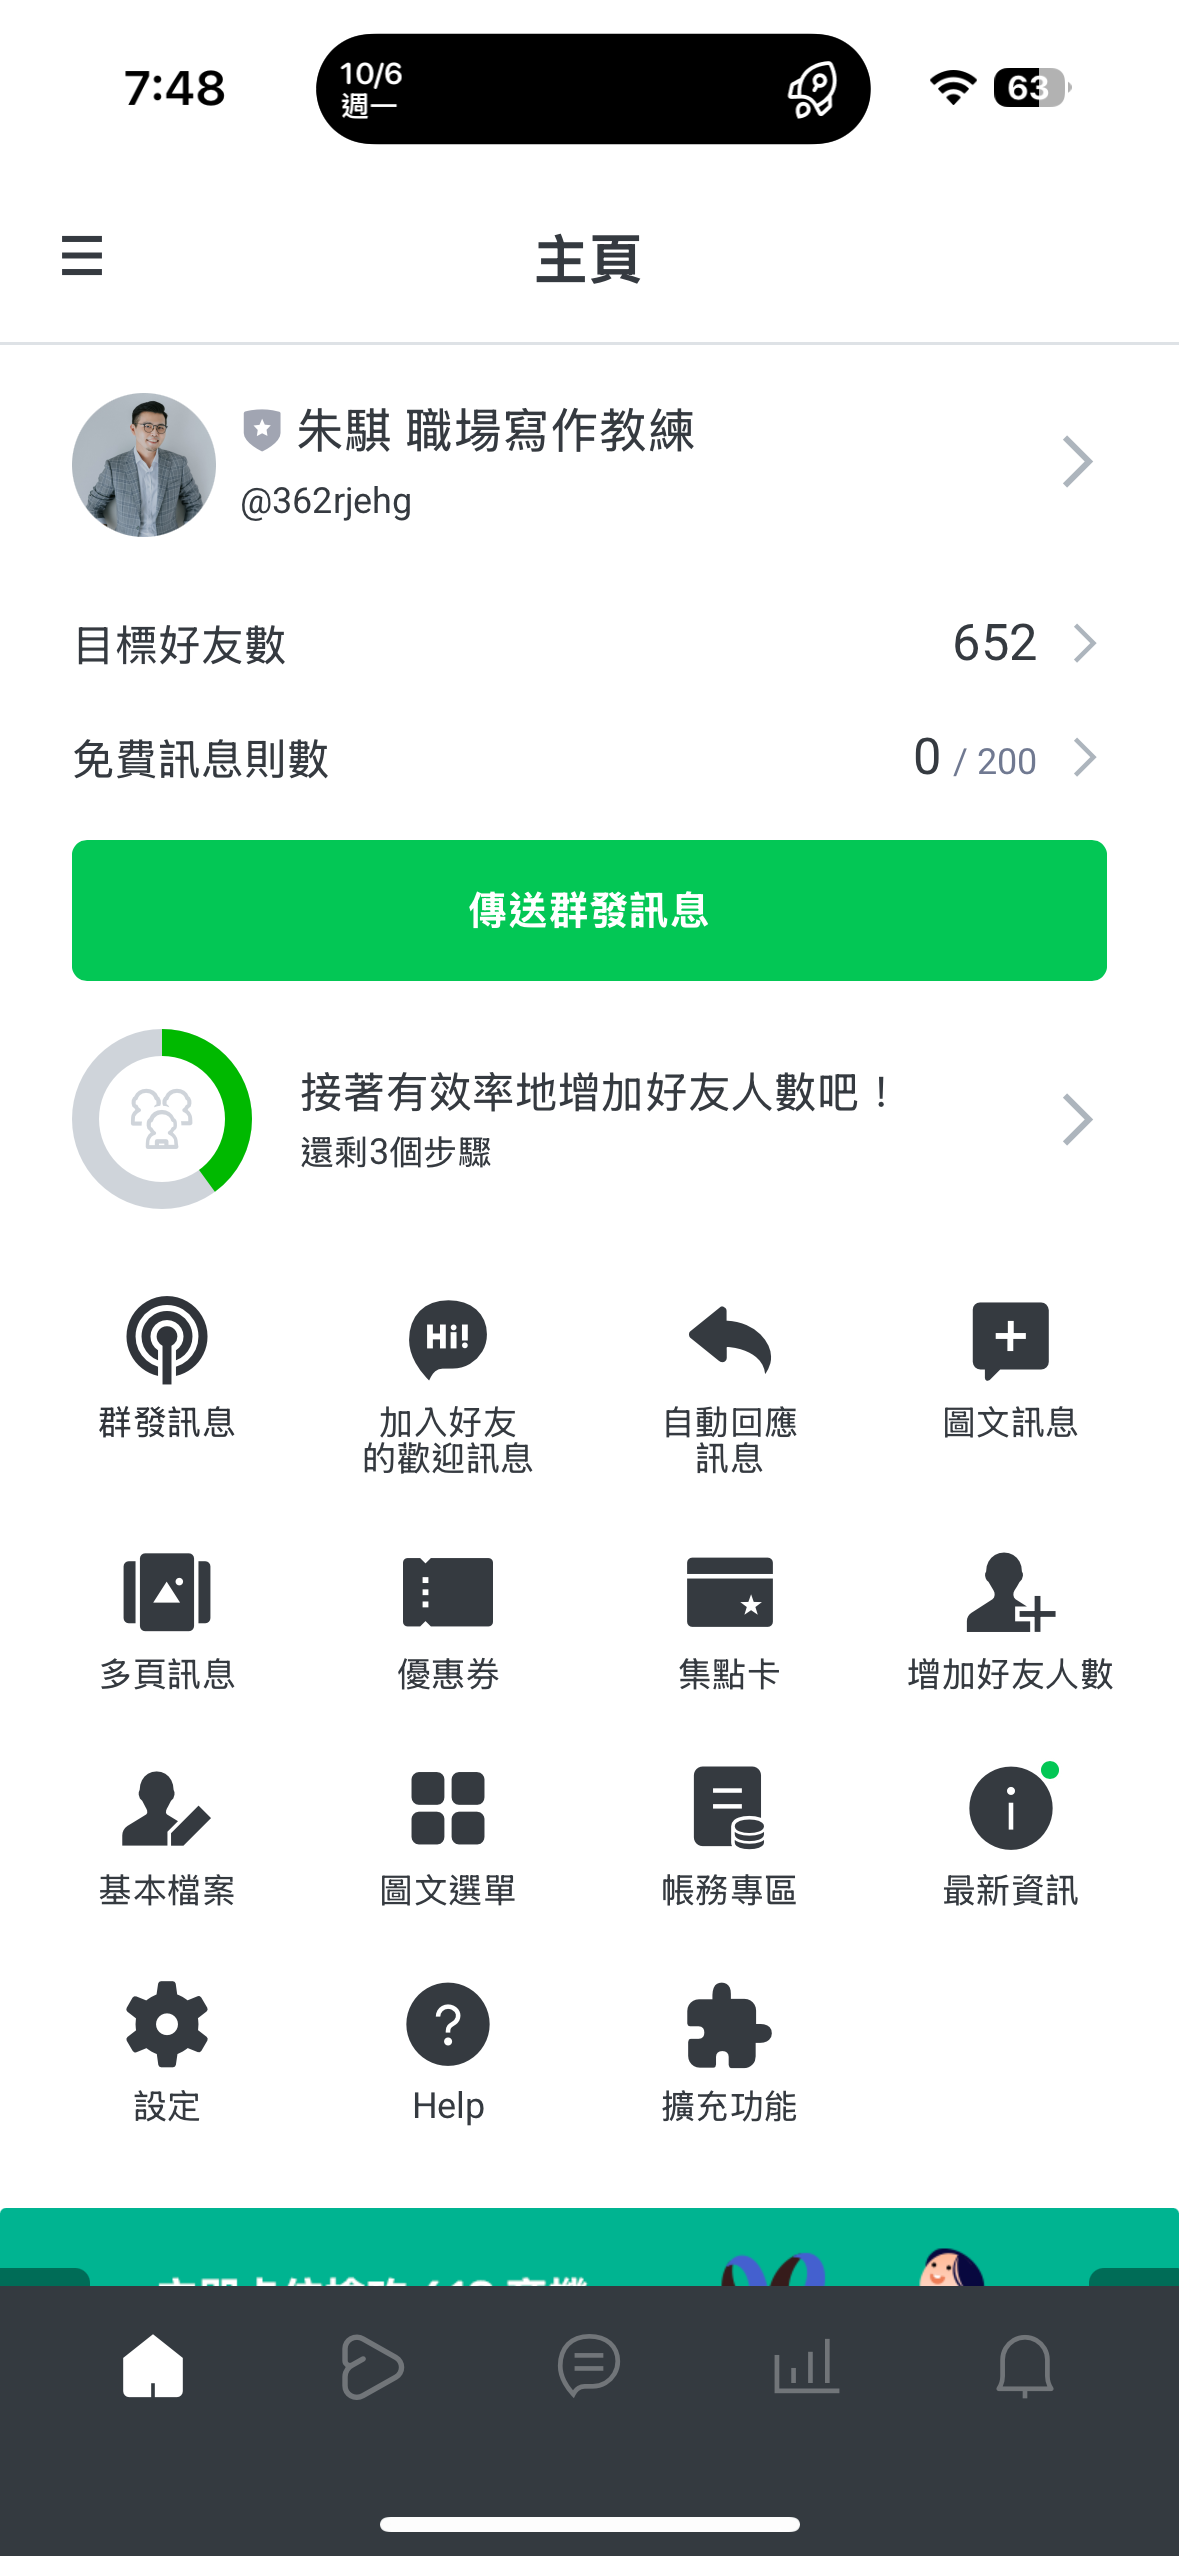 7:48
10/6
週一
63
主頁
朱騏 職場寫作教練
@362rjehg
目標好友數 652
免費訊息則數 0 / 200
傳送群發訊息
接著有效率地增加好友人數吧！
還剩3個步驟
群發訊息
Hi!
加入好友
的歡迎訊息
自動回應
訊息
圖文訊息
多頁訊息
優惠券
集點卡
增加好友人數
基本檔案
圖文選單
帳務專區
最新資訊
設定
Help
擴充功能